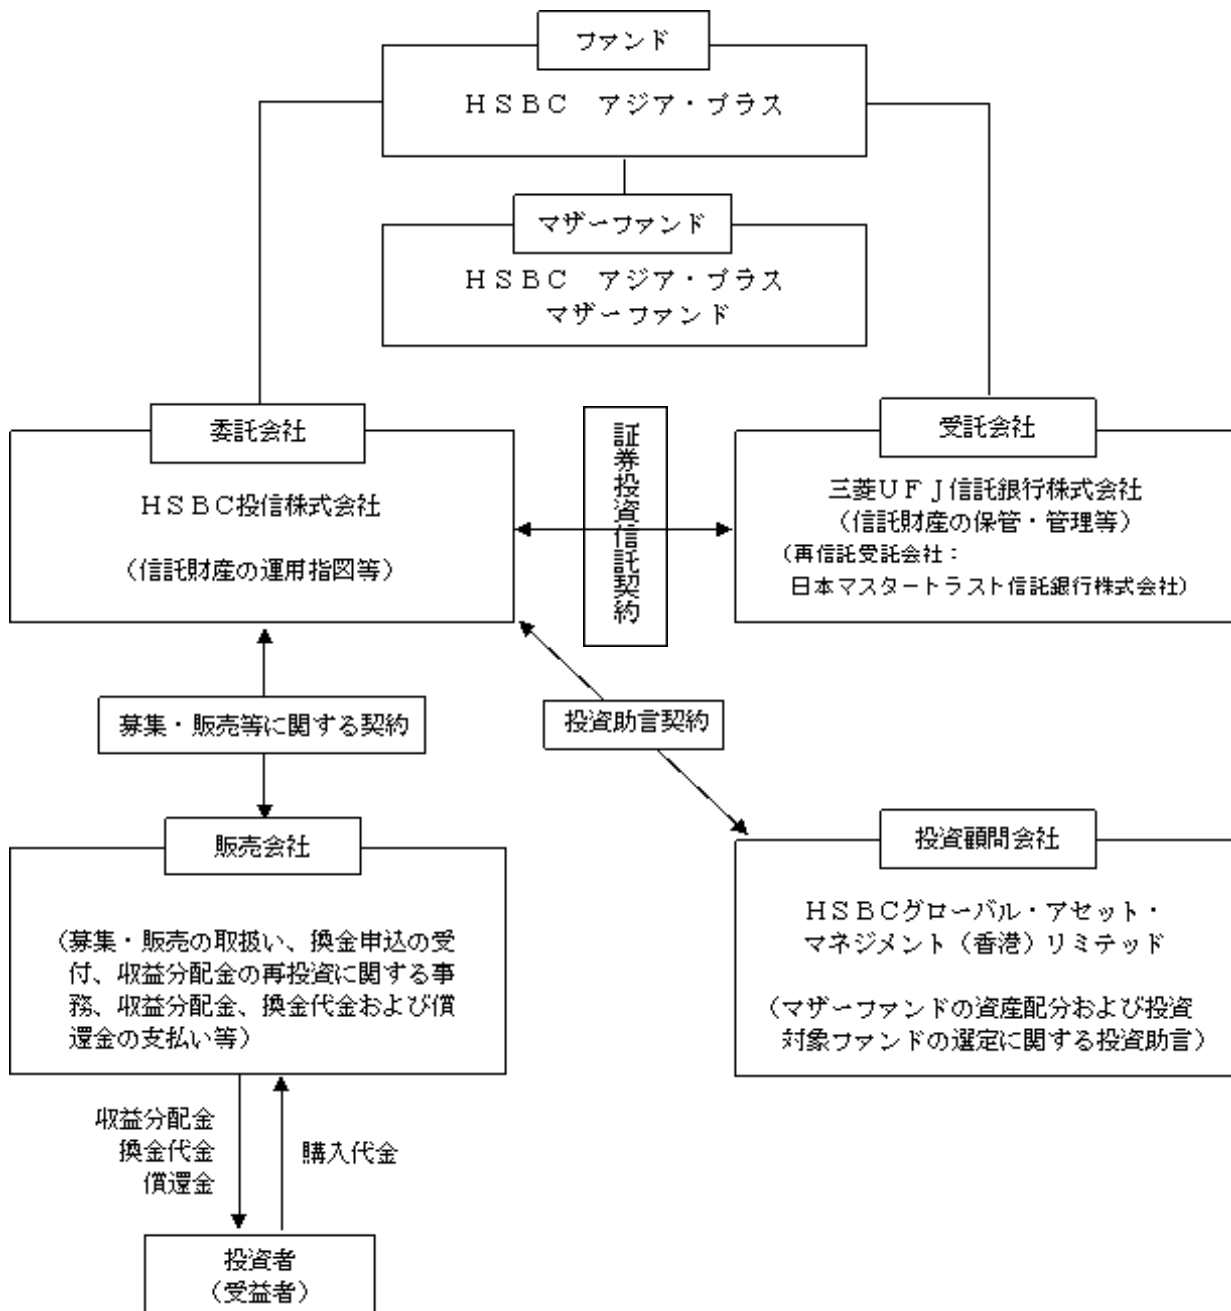 ファンド
ＨＳＢＣ　アジア・プラス
マザーファンド
ＨＳＢＣ　アジア・プラス
マザーファンド
委託会社
ＨＳＢＣ投信株式会社
（信託財産の運用指図等）
証券投資信託契約
受託会社
三菱ＵＦＪ信託銀行株式会社
（信託財産の保管・管理等）
（再信託受託会社：
日本マスタートラスト信託銀行株式会社）
募集・販売等に関する契約
投資助言契約
販売会社
（募集・販売の取扱い、換金申込の受
付、収益分配金の再投資に関する事
務、収益分配金、換金代金および償
還金の支払い等）
投資顧問会社
ＨＳＢＣグローバル・アセット・
マネジメント（香港）リミテッド
（マザーファンドの資産配分および投資
対象ファンドの選定に関する投資助言）
収益分配金
換金代金
償還金
購入代金
投資者
（受益者）